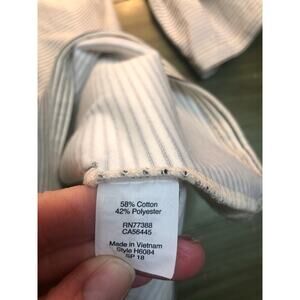 58% Cotton
42% Polyester
RN77388
CA56445
Made in Vietnam
Style H6084
SP 18